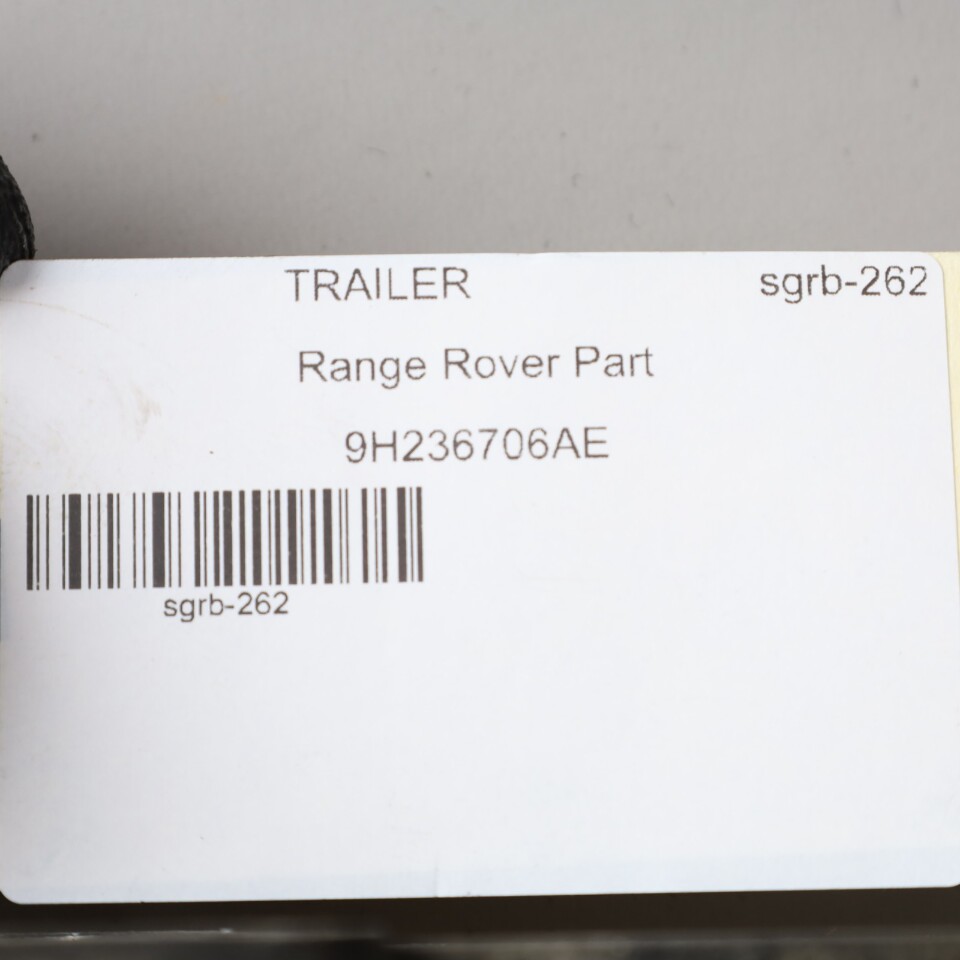 TRAILER sgrb-262
Range Rover Part
9H236706AE
sgrb-262